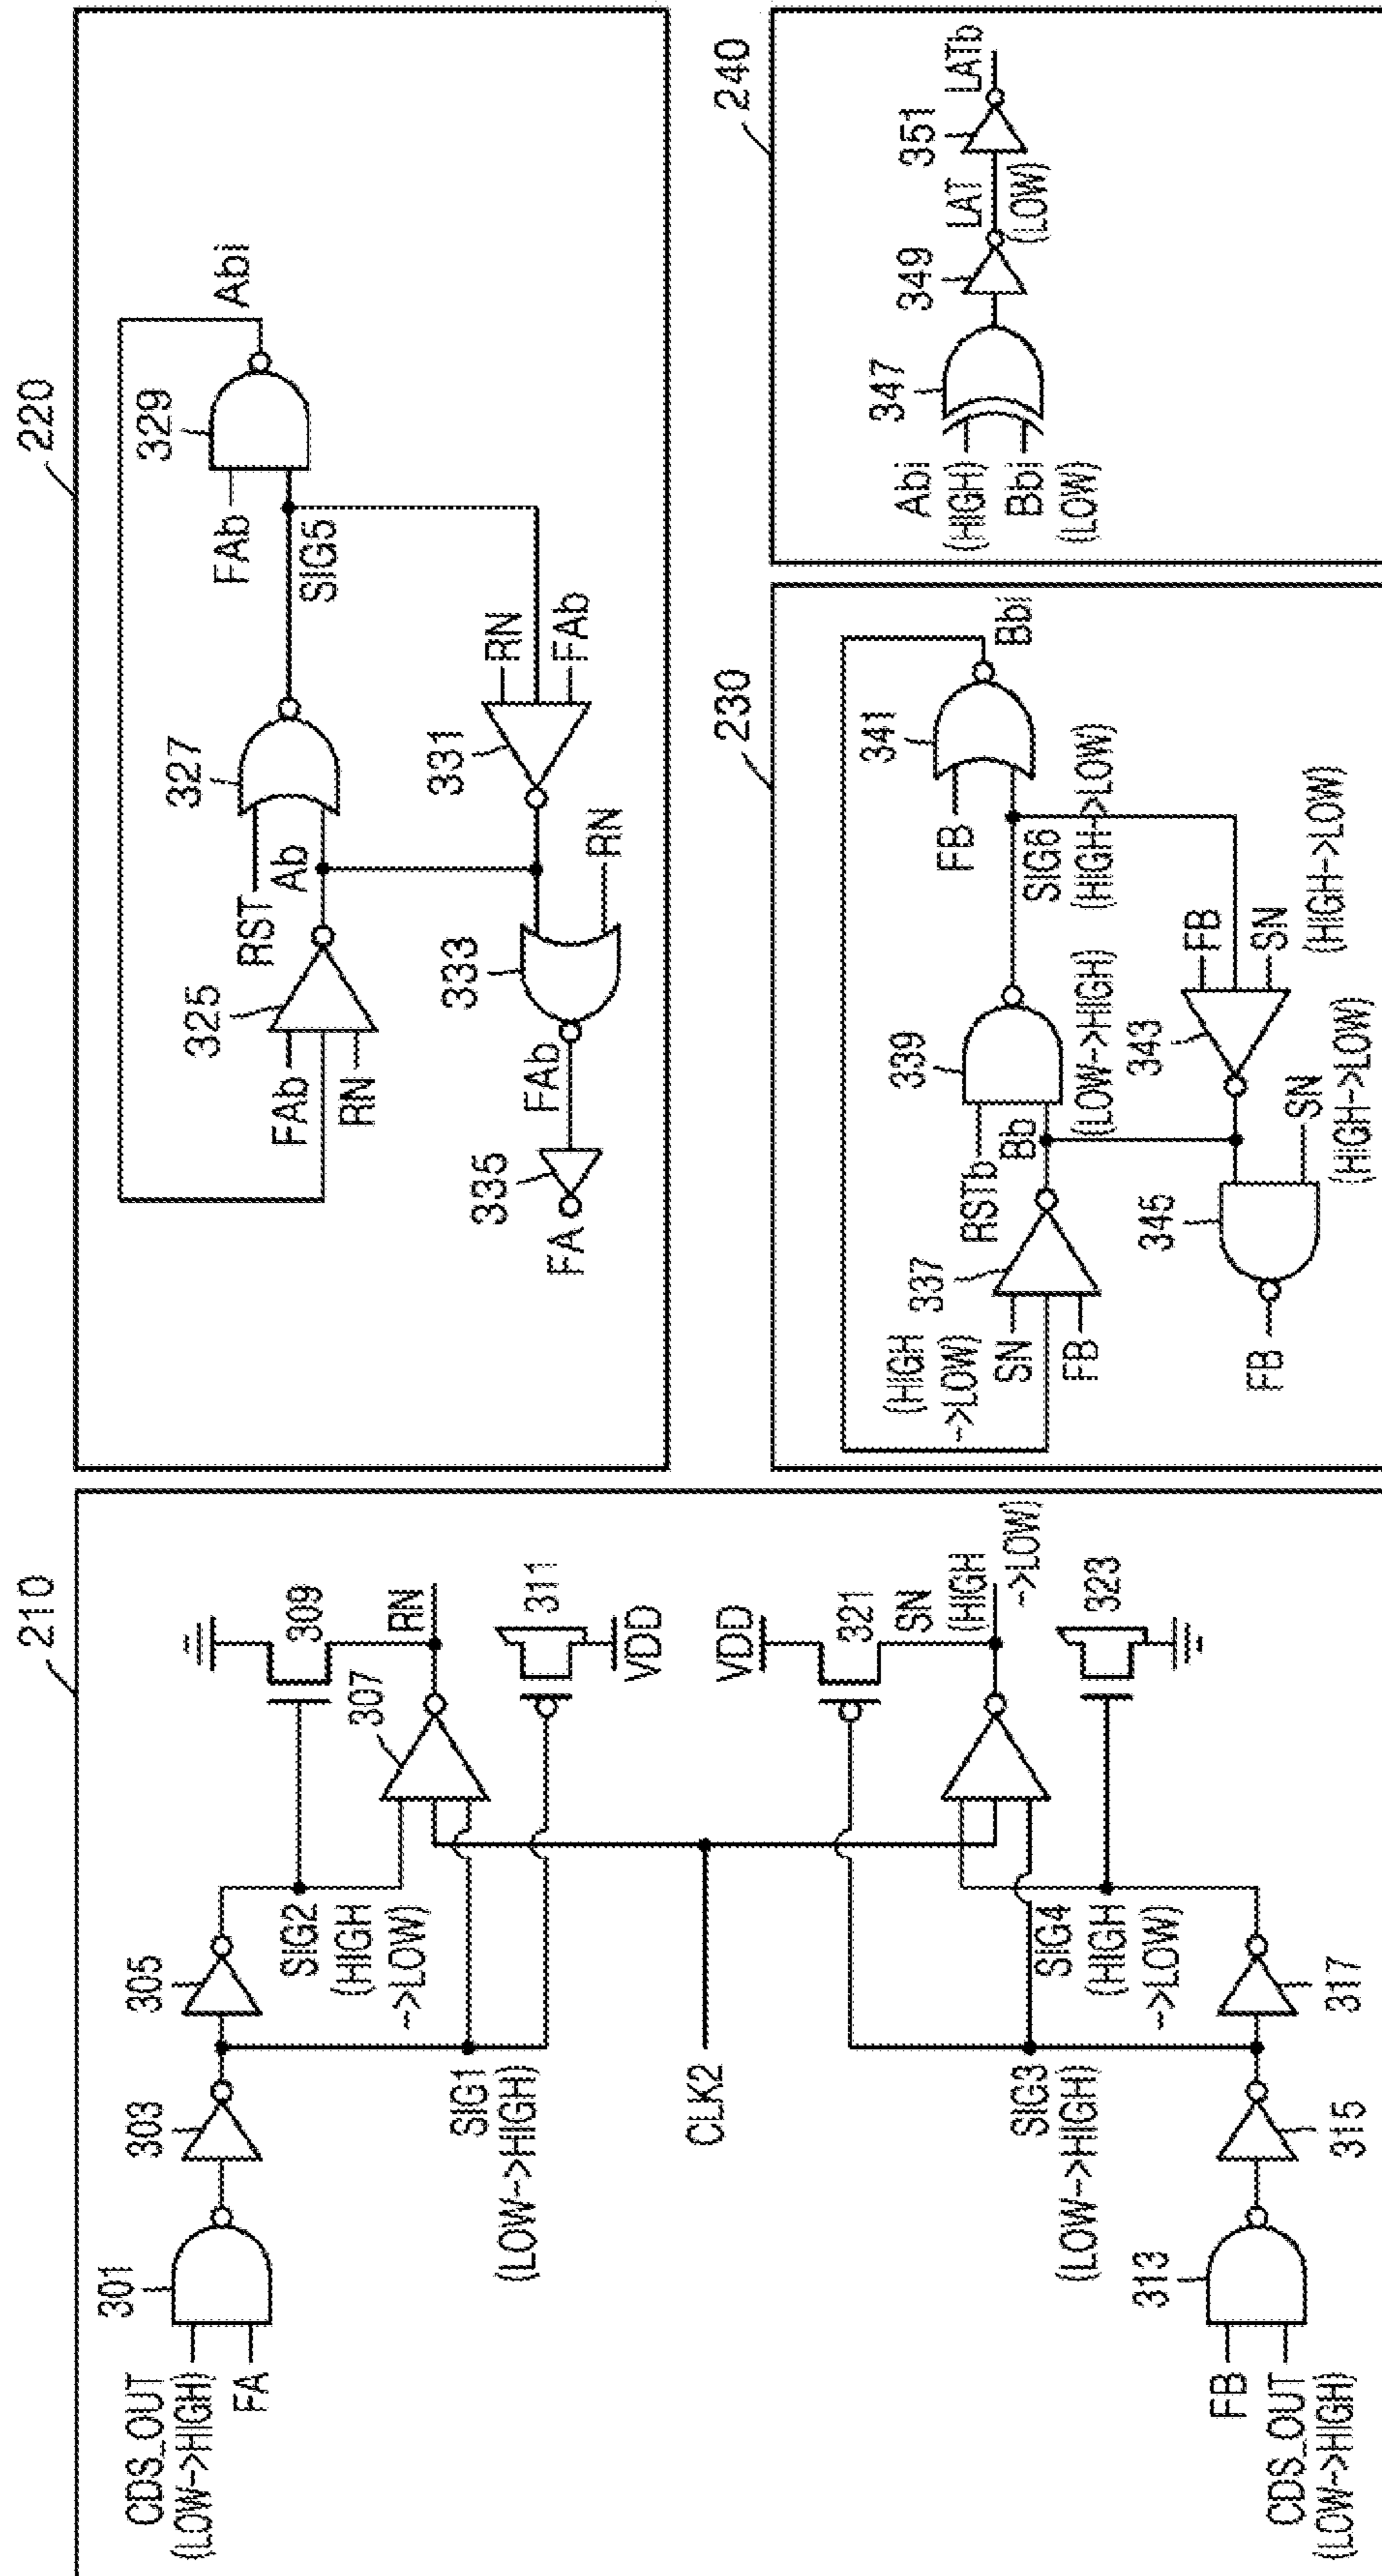 210
301
CDS_OUT
(LOW->HIGH)
FA
303
305
SIG2
(HIGH
->LOW)
SIG1
(LOW->HIGH)
309
307
RN
311
VDD
CLK2
VDD
321
SN
(HIGH
->LOW)
323
SIG3
(LOW->HIGH)
SIG4
(HIGH
->LOW)
313
FB
CDS_OUT
(LOW->HIGH)
315
317
220
325
FAb
RN
RST
Ab
327
SIG5
FAb
329
Abi
331
RN
FAb
333
RN
FAb
335
FA
230
337
(HIGH
->LOW)
SN
FB
RSTb
Bb
(LOW->HIGH)
339
FB
341
Bbi
SIG6
(HIGH->LOW)
343
FB
SN
(HIGH->LOW)
345
SN
(HIGH->LOW)
FB
240
347
Abi
(HIGH)
Bbi
(LOW)
349
LAT
(LOW)
351
LATb